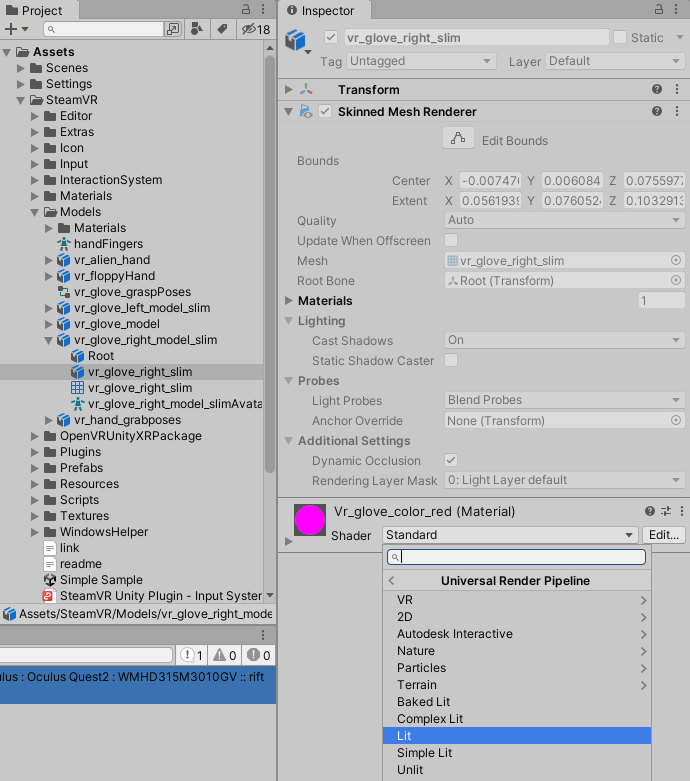 Project
18
Assets
Scenes
Settings
SteamVR
Editor
Extras
Icon
Input
InteractionSystem
Materials
Models
Materials
handFingers
vr_alien_hand
vr_floppyHand
vr_glove_graspPoses
vr_glove_left_model_slim
vr_glove_model
vr_glove_right_model_slim
Root
vr_glove_right_slim
vr_glove_right_slim
vr_glove_right_model_slimAvata
vr_hand_grabposes
OpenVRUnityXRPackage
Plugins
Prefabs
Resources
Scripts
Textures
WindowsHelper
link
readme
Simple Sample
SteamVR Unity Plugin - Input Syster
Assets/SteamVR/Models/vr_glove_right_mode
1 0 0
ulus : Oculus Quest2 : WMHD315M3010GV :: rift
Inspector
vr_glove_right_slim Static
Tag Untagged Layer Default
Transform
Skinned Mesh Renderer
Edit Bounds
Bounds
Center X -0.00747 Y 0.006084 Z 0.075597
Extent X 0.056193 Y 0.076052 Z 0.1032913
Quality Auto
Update When Offscreen
Mesh vr_glove_right_slim
Root Bone Root (Transform)
Materials 1
Lighting
Cast Shadows On
Static Shadow Caster
Probes
Light Probes Blend Probes
Anchor Override None (Transform)
Additional Settings
Dynamic Occlusion
Rendering Layer Mask 0: Light Layer default
Vr_glove_color_red (Material)
Shader Standard Edit...
Universal Render Pipeline
VR
2D
Autodesk Interactive
Nature
Particles
Terrain
Baked Lit
Complex Lit
Lit
Simple Lit
Unlit